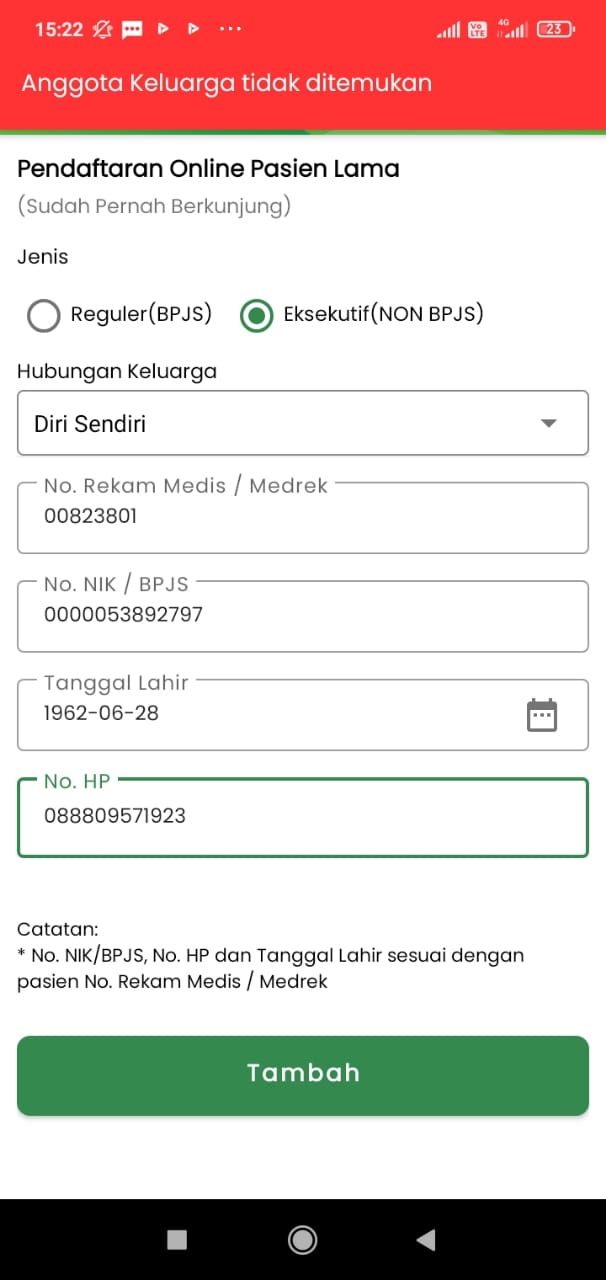 15:22
4G
Vo
LTE
23
Anggota Keluarga tidak ditemukan
Pendaftaran Online Pasien Lama
(Sudah Pernah Berkunjung)
Jenis
Reguler(BPJS) Eksekutif(NON BPJS)
Hubungan Keluarga
Diri Sendiri
No. Rekam Medis / Medrek
00823801
No. NIK / BPJS
0000053892797
Tanggal Lahir
1962-06-28
No. HP
088809571923
Catatan:
* No. NIK/BPJS, No. HP dan Tanggal Lahir sesuai dengan
pasien No. Rekam Medis / Medrek
Tambah